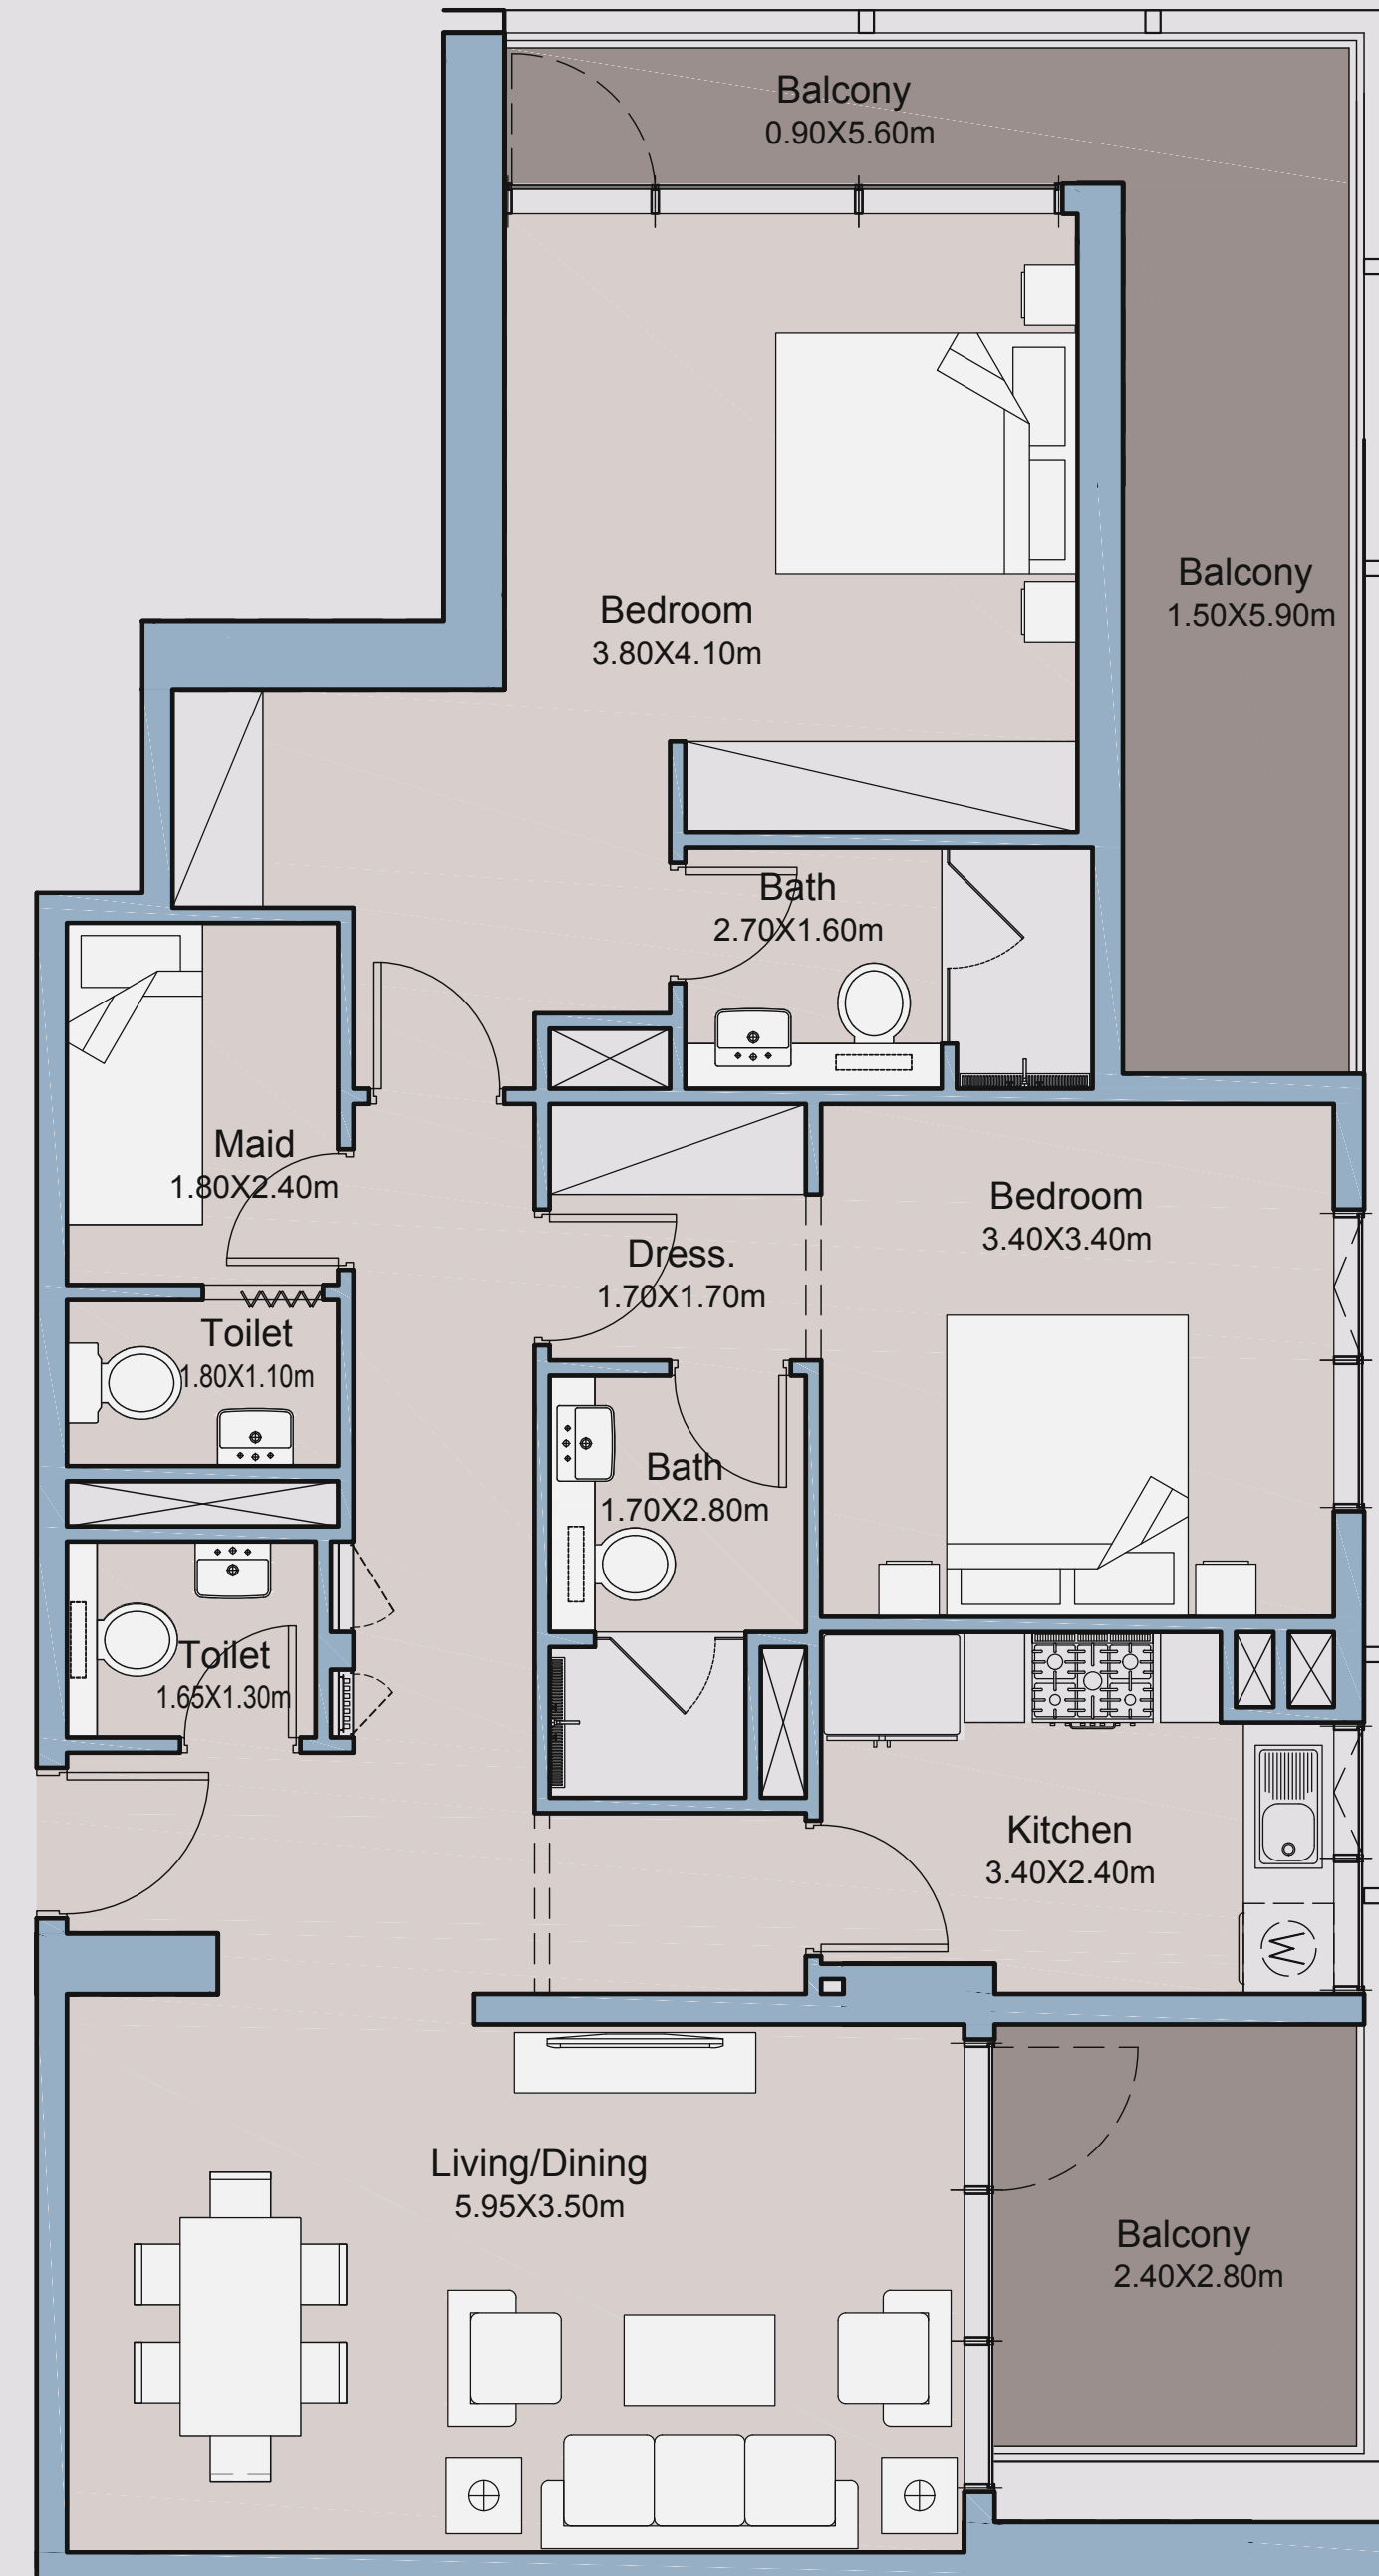 Balcony
0.90X5.60m
Balcony
1.50X5.90m
Bedroom
3.80X4.10m
Bath
2.70X1.60m
Maid
1.80X2.40m
Bedroom
3.40X3.40m
Dress.
1.70X1.70m
Toilet
1.80X1.10m
Bath
1.70X2.80m
Toilet
1.65X1.30m
Kitchen
3.40X2.40m
W
Living/Dining
5.95X3.50m
Balcony
2.40X2.80m